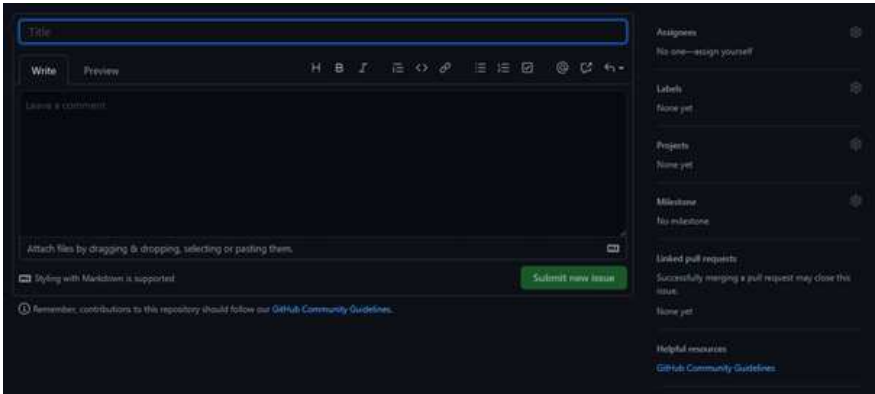 Title
Write Preview
Leave a comment
Attach files by dragging & dropping, selecting or pasting them.
Styling with Markdown is supported
Submit new issue
Remember, contributions to this repository should follow our GitHub Community Guidelines.
Assignees
No one—assign yourself
Labels
None yet
Projects
None yet
Milestone
No milestone
Linked pull requests
Successfully merging a pull request may close this
issue.
None yet
Helpful resources
GitHub Community Guidelines